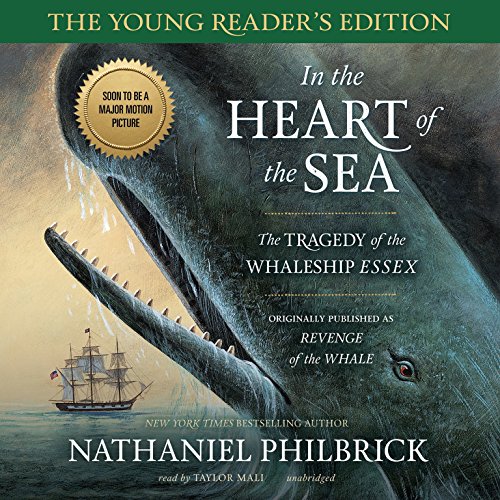 THE YOUNG READER'S EDITION
SOON TO BE A
MAJOR MOTION
PICTURE
In the
HEART of
the SEA
The TRAGEDY of the
WHALESHIP ESSEX
ORIGINALLY PUBLISHED AS
REVENGE
of the WHALE
NEW YORK TIMES BESTSELLING AUTHOR
NATHANIEL PHILBRICK
read by TAYLOR MALI unabridged